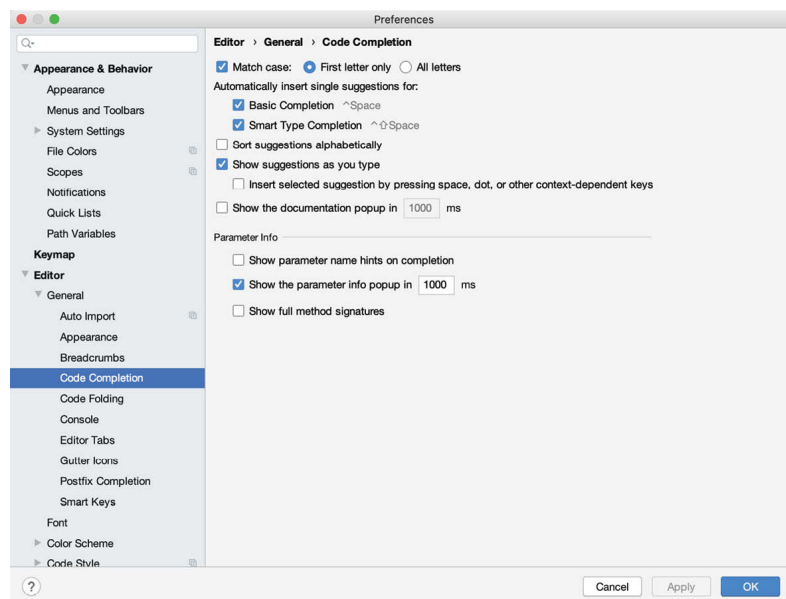 Preferences
Appearance & Behavior
Appearance
Menus and Toolbars
System Settings
File Colors
Scopes
Notifications
Quick Lists
Path Variables
Keymap
Editor
General
Auto Import
Appearance
Breadcrumbs
Code Completion
Code Folding
Console
Editor Tabs
Gutter Icons
Postfix Completion
Smart Keys
Font
Color Scheme
Code Style
Editor › General › Code Completion
Match case: First letter only All letters
Automatically insert single suggestions for:
Basic Completion ^Space
Smart Type Completion ^⇧Space
Sort suggestions alphabetically
Show suggestions as you type
Insert selected suggestion by pressing space, dot, or other context-dependent keys
Show the documentation popup in 1000 ms
Parameter Info
Show parameter name hints on completion
Show the parameter info popup in 1000 ms
Show full method signatures
? Cancel Apply OK